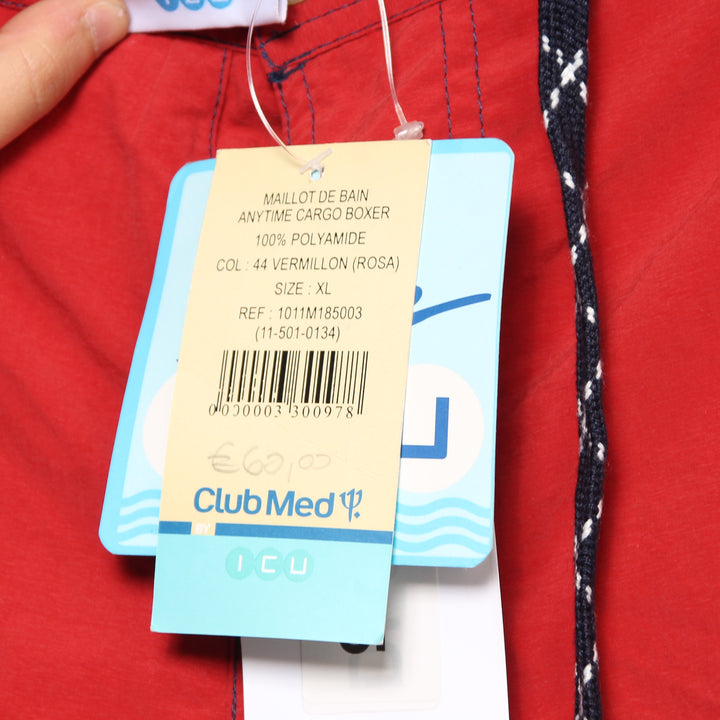 ICU
MAILLOT DE BAIN
ANYTIME CARGO BOXER
100% POLYAMIDE
COL : 44 VERMILLON (ROSA)
SIZE : XL
REF : 1011M185003
(11-501-0134)
0000003 300978
€60,00
Club Med
BY
ICU